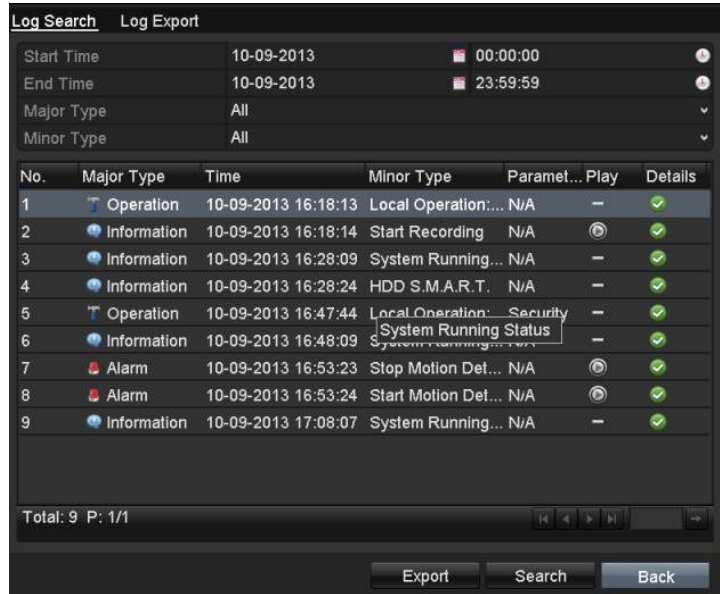 Log Search Log Export
Start Time 10-09-2013 00:00:00
End Time 10-09-2013 23:59:59
Major Type All
Minor Type All
No. Major Type Time Minor Type Paramet... Play Details
1 Operation 10-09-2013 16:18:13 Local Operation:... N/A –
2 Information 10-09-2013 16:18:14 Start Recording N/A
3 Information 10-09-2013 16:28:09 System Running... N/A –
4 Information 10-09-2013 16:28:24 HDD S.M.A.R.T. N/A –
5 Operation 10-09-2013 16:47:44 Local Operation: Security –
System Running Status
6 Information 10-09-2013 16:48:09 System Running... N/A –
7 Alarm 10-09-2013 16:53:23 Stop Motion Det... N/A
8 Alarm 10-09-2013 16:53:24 Start Motion Det... N/A
9 Information 10-09-2013 17:08:07 System Running... N/A –
Total: 9 P: 1/1
Export Search Back